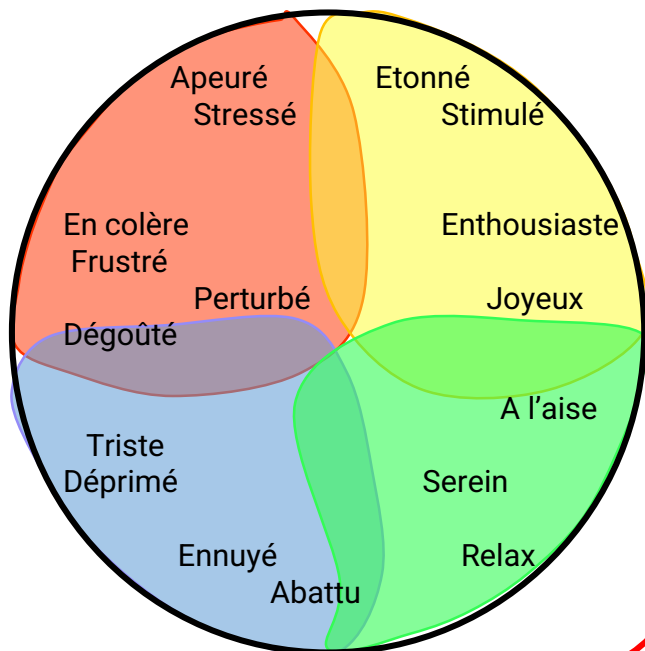 Apeuré
Stressé
Etonné
Stimulé
En colère
Frustré
Enthousiaste
Perturbé
Joyeux
Dégoûté
A l’aise
Triste
Déprimé
Serein
Ennuyé
Relax
Abattu